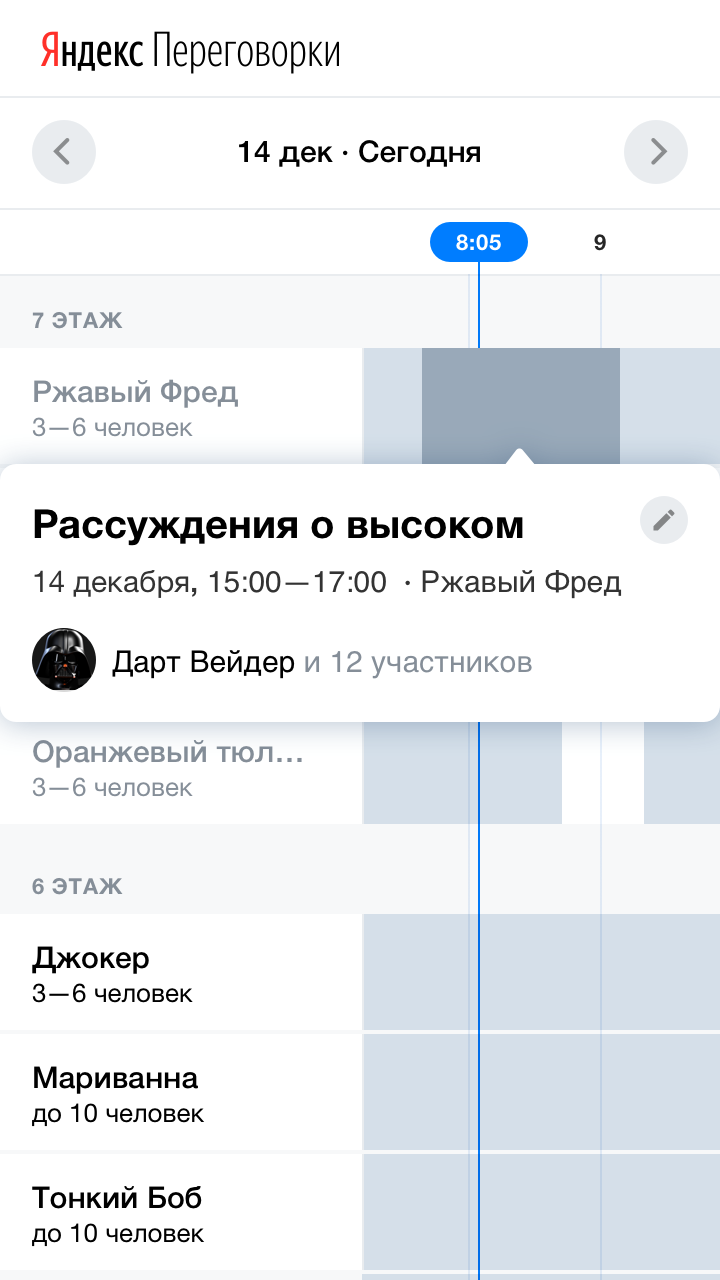 Яндекс Переговорки
14 дек · Сегодня
8:05 9
7 ЭТАЖ
Ржавый Фред
3—6 человек
Рассуждения о высоком
14 декабря, 15:00—17:00 · Ржавый Фред
Дарт Вейдер и 12 участников
Оранжевый тюл...
3—6 человек
6 ЭТАЖ
Джокер
3—6 человек
Мариванна
до 10 человек
Тонкий Боб
до 10 человек